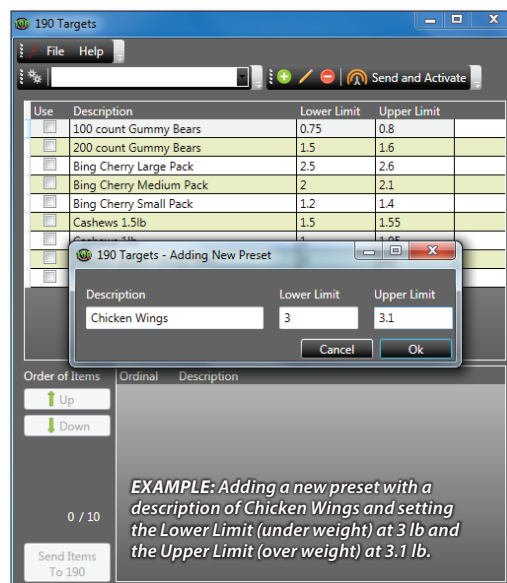 190 Targets
File Help
Send and Activate
Use Description Lower Limit Upper Limit
100 count Gummy Bears 0.75 0.8
200 count Gummy Bears 1.5 1.6
Bing Cherry Large Pack 2.5 2.6
Bing Cherry Medium Pack 2 2.1
Bing Cherry Small Pack 1.2 1.4
Cashews 1.5lb 1.5 1.55
Cashews 1lb 1 1.05
190 Targets - Adding New Preset
Description Lower Limit Upper Limit
Chicken Wings 3 3.1
Cancel Ok
Order of Items Ordinal Description
Up
Down
0 / 10
Send Items
To 190
EXAMPLE: Adding a new preset with a
description of Chicken Wings and setting
the Lower Limit (under weight) at 3 lb and
the Upper Limit (over weight) at 3.1 lb.